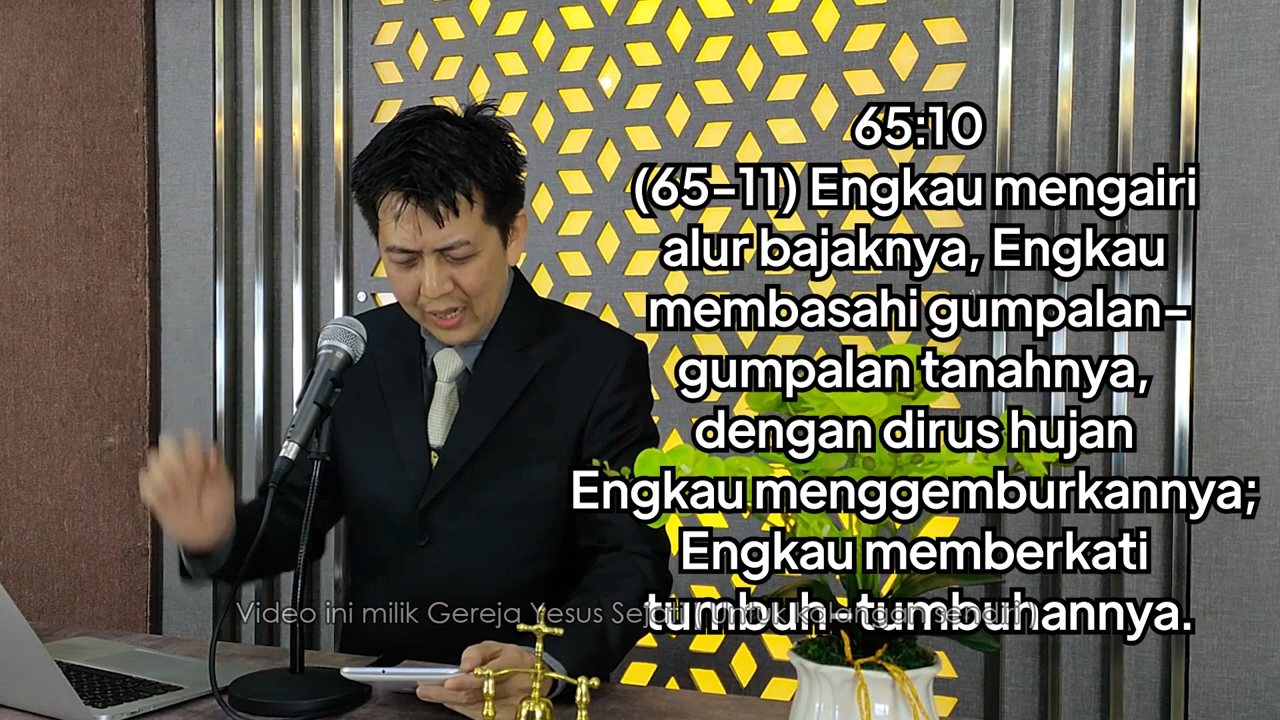 65:10
(65-11) Engkau mengairi
alur bajaknya, Engkau
membasahi gumpalan-
gumpalan tanahnya,
dengan dirus hujan
Engkau menggemburkannya;
Engkau memberkati
tumbuh-tumbuhannya.
Video ini milik Gereja Yesus Sejati ( Untuk kalangan sendiri )